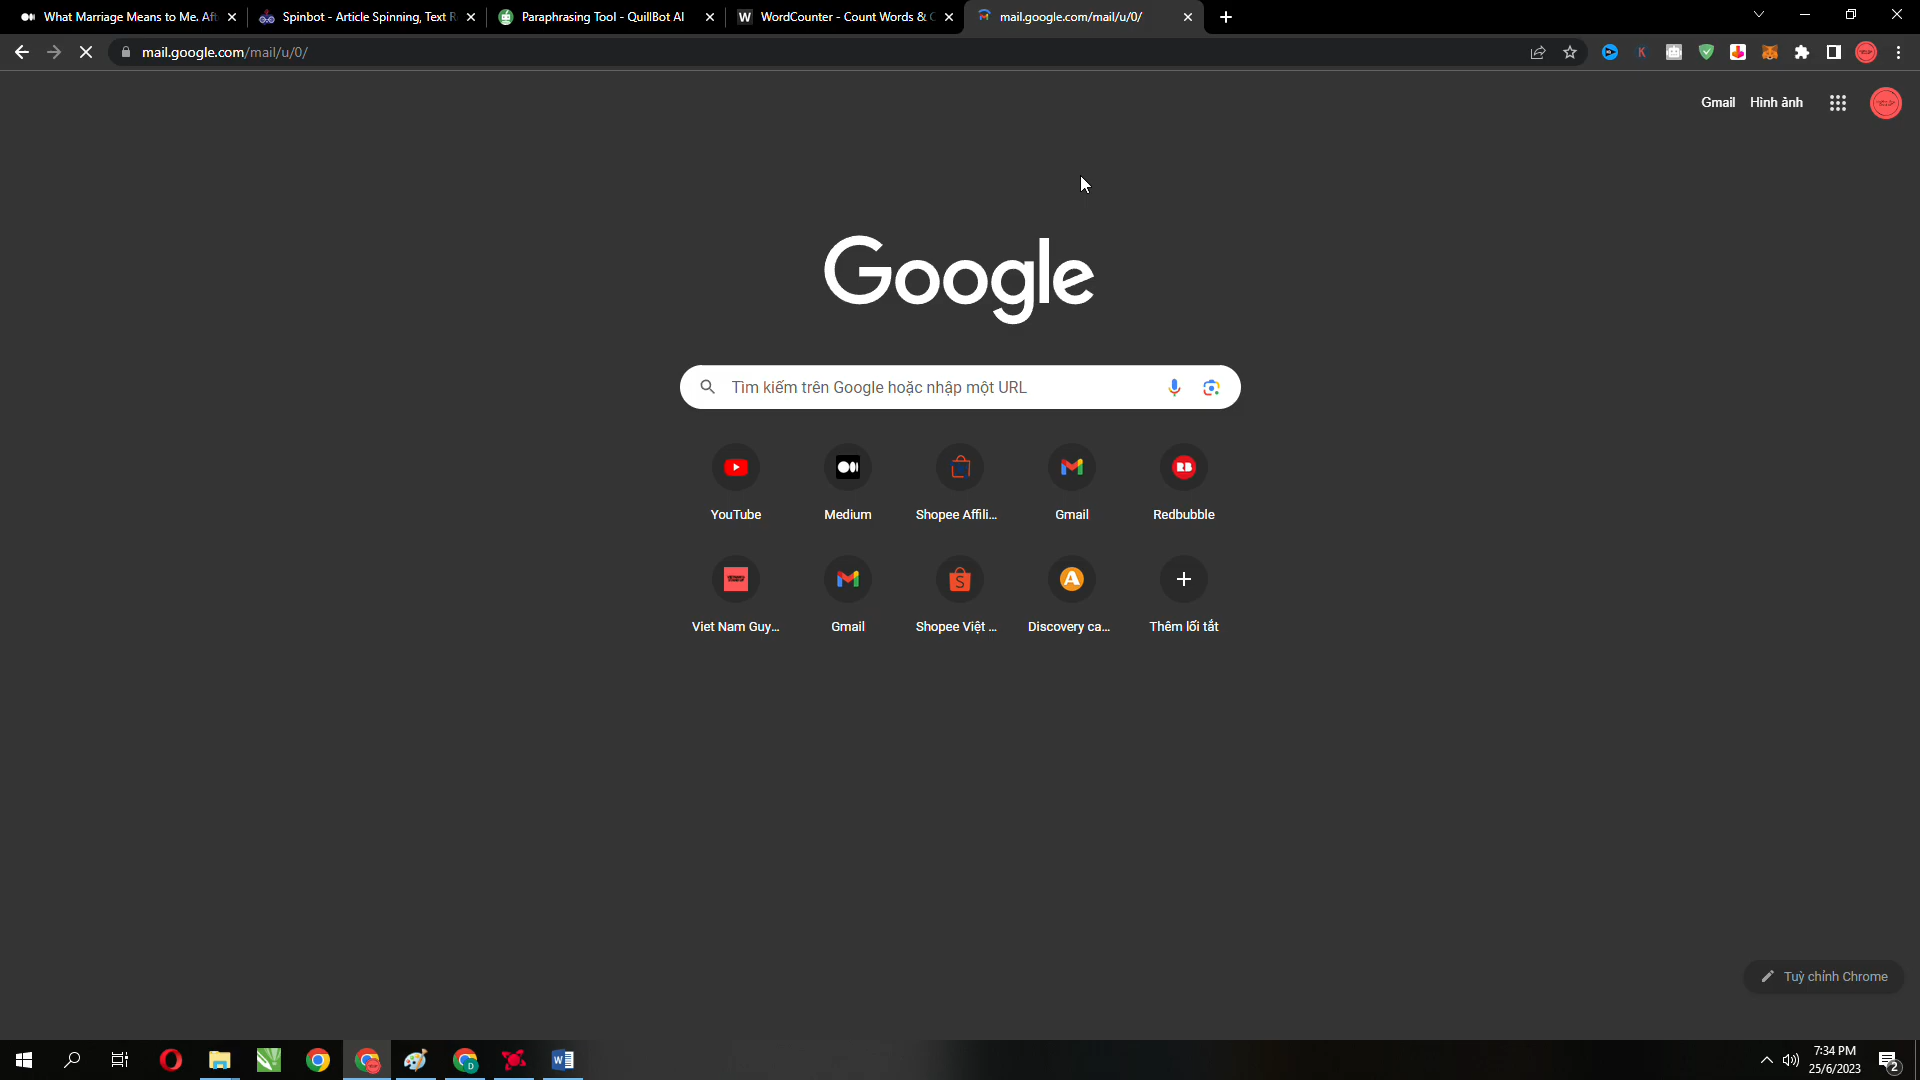 What Marriage Means to Me. Aft
Spinbot - Article Spinning, Text R
Paraphrasing Tool - QuillBot AI
WordCounter - Count Words & C
mail.google.com/mail/u/0/
mail.google.com/mail/u/0/
Gmail
Hình ảnh
Google
Tìm kiếm trên Google hoặc nhập một URL
YouTube
Medium
Shopee Affili...
Gmail
Redbubble
Viet Nam Guy...
Gmail
Shopee Việt ...
Discovery ca...
Thêm lối tắt
Tuỳ chỉnh Chrome
7:34 PM
25/6/2023
2